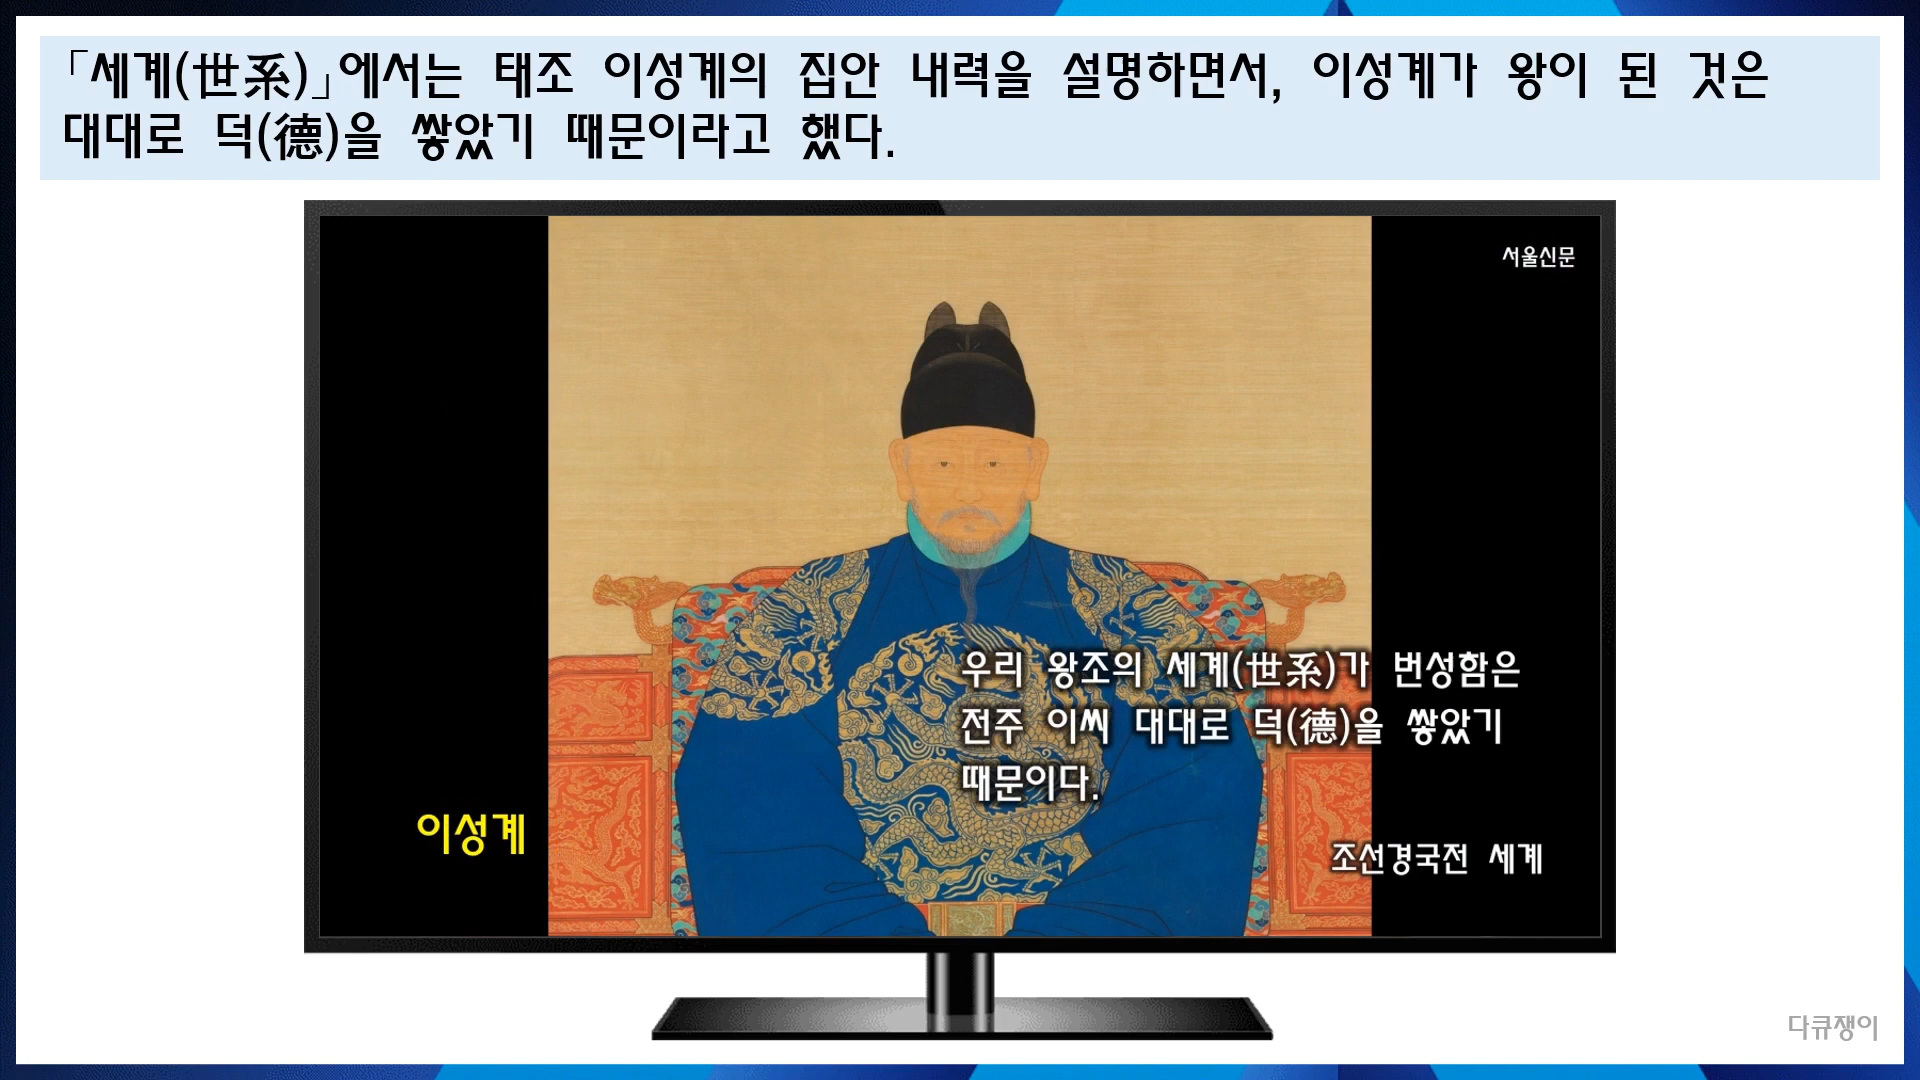 「세계(世系)」에서는 태조 이성계의 집안 내력을 설명하면서, 이성계가 왕이 된 것은
대대로 덕(德)을 쌓았기 때문이라고 했다.
서울신문
우리 왕조의 세계(世系)가 번성함은
전주 이씨 대대로 덕(德)을 쌓았기
때문이다.
이성계
조선경국전 세계
다큐쟁이